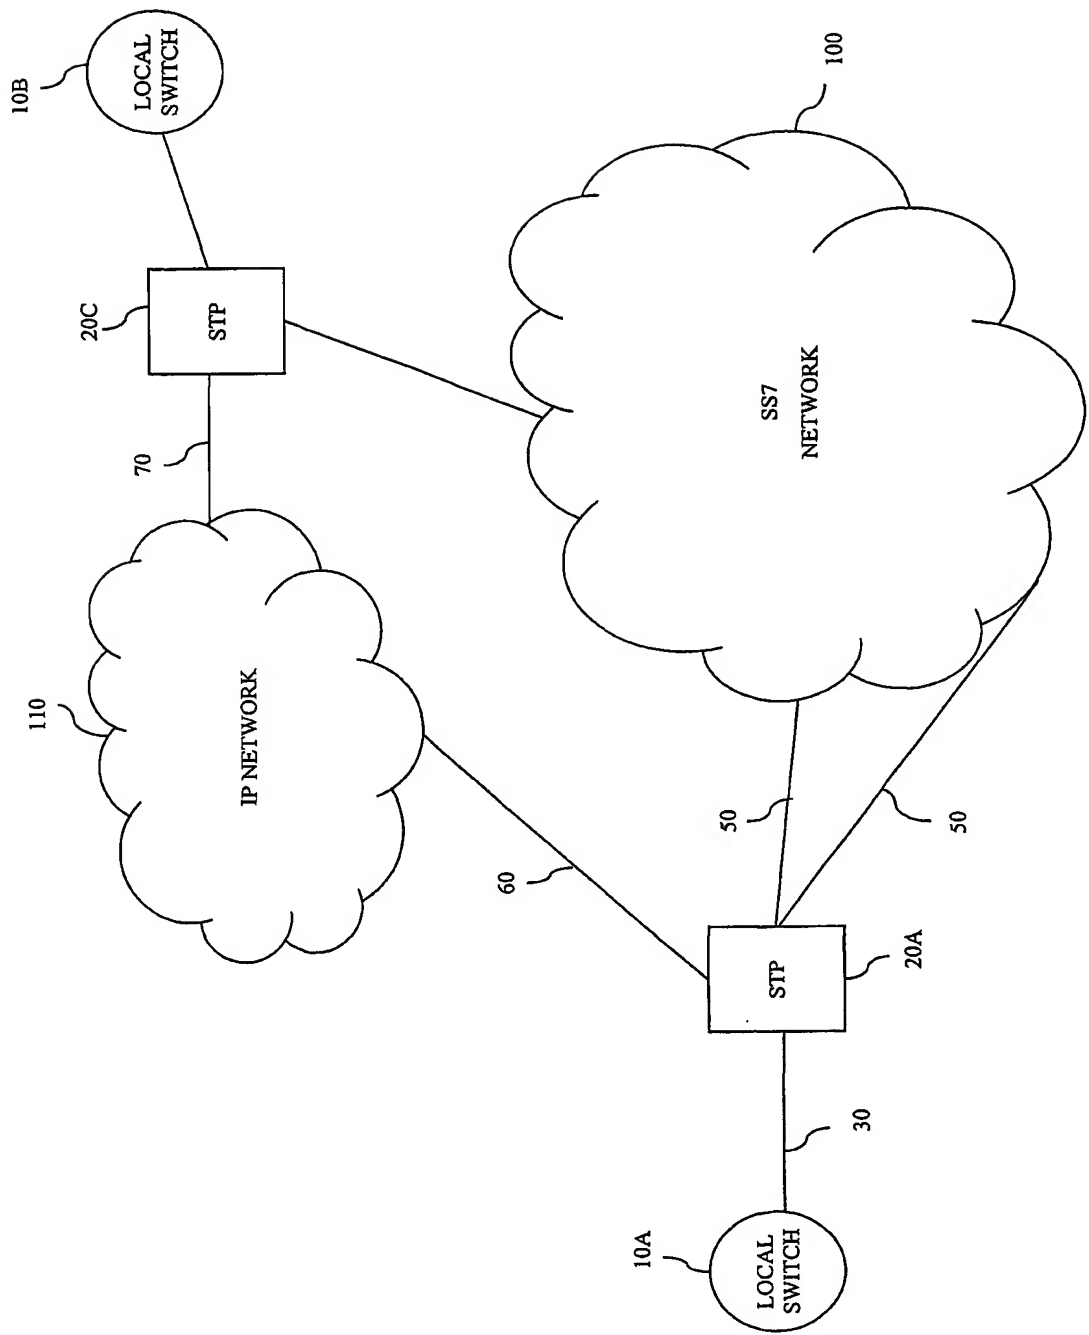 110
IP NETWORK
70
20C
STP
10B
LOCAL
SWITCH
60
10A
LOCAL
SWITCH
30
STP
20A
50
50
SS7
NETWORK
100